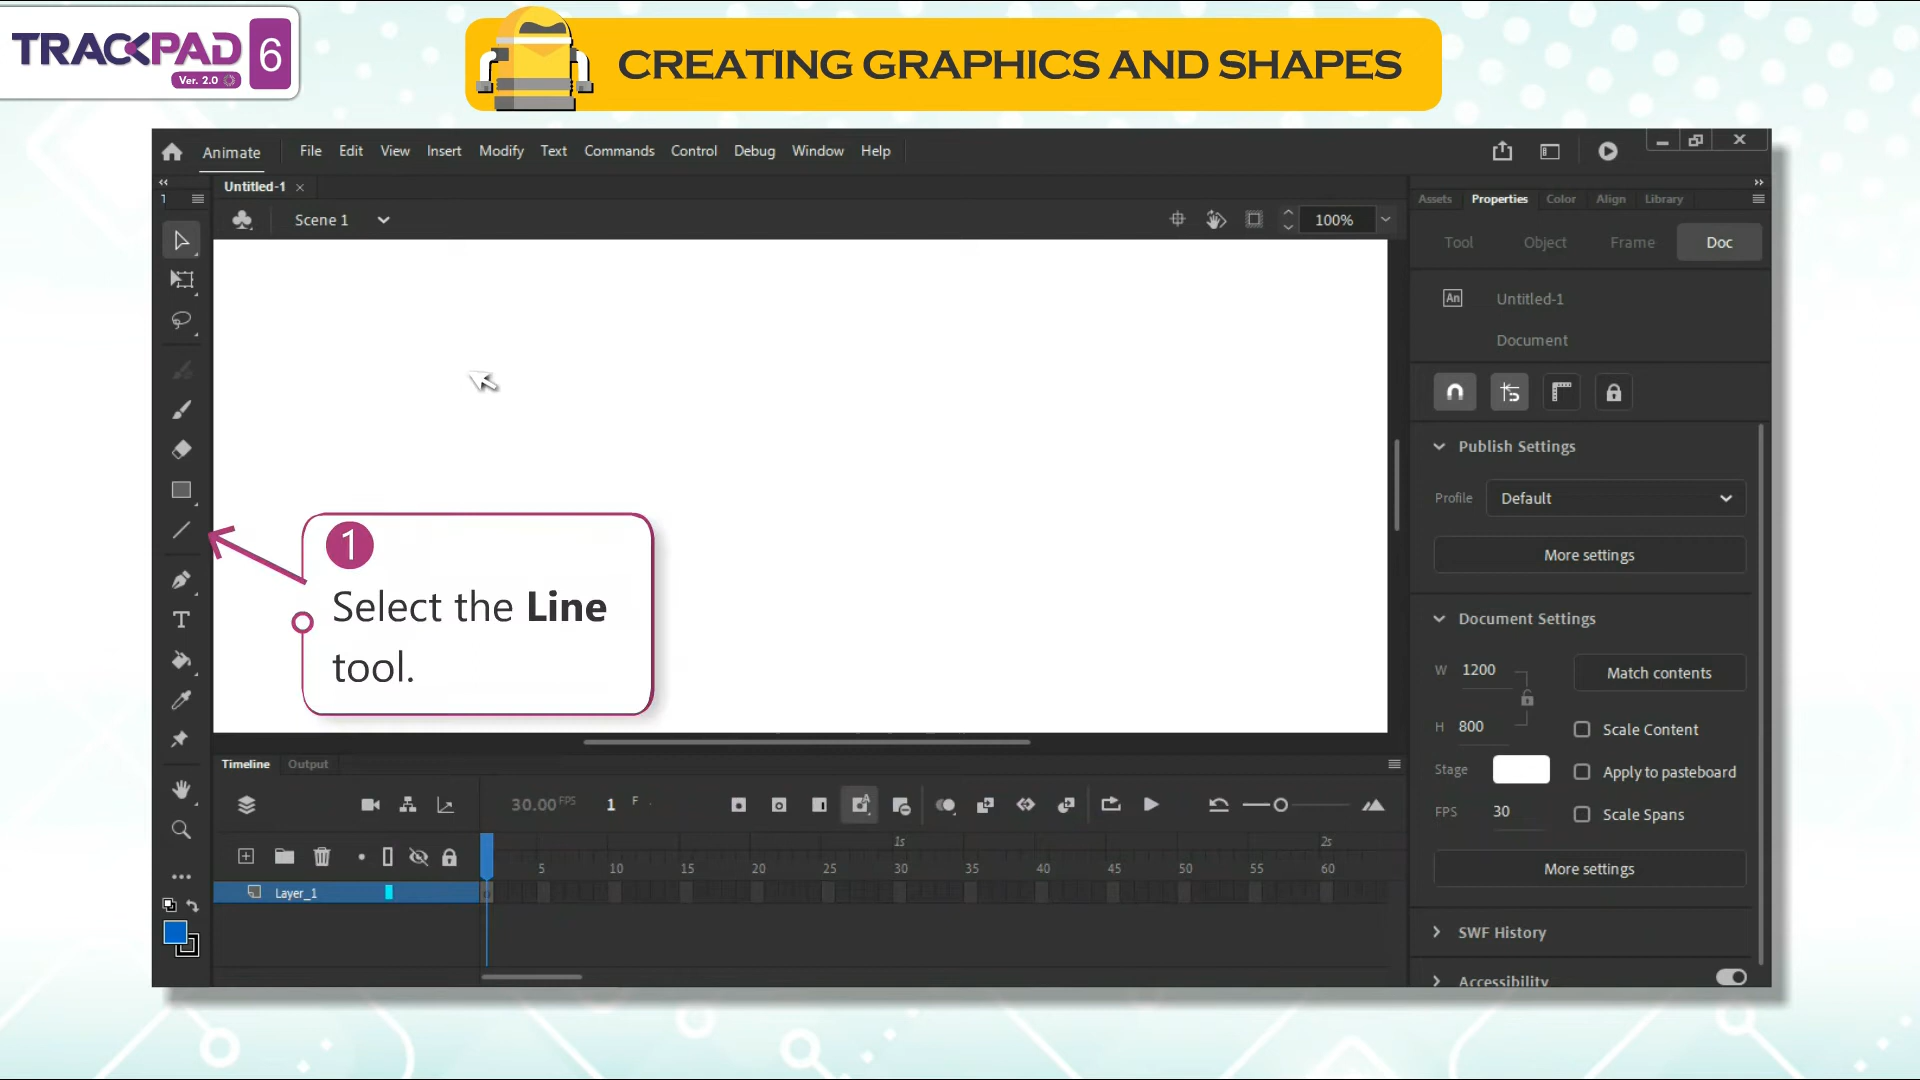 TRACKPAD 6
Ver. 2.0
CREATING GRAPHICS AND SHAPES
Animate File Edit View Insert Modify Text Commands Control Debug Window Help
Untitled-1
Scene 1
100%
Assets Properties Color Align Library
Tool Object Frame Doc
An Untitled-1
Document
Publish Settings
Profile Default
More settings
Document Settings
W 1200 Match contents
H 800 Scale Content
Stage Apply to pasteboard
FPS 30 Scale Spans
More settings
SWF History
Accessibility
1
Select the Line
tool.
T
Timeline Output
30.00 FPS 1 F
1s 2s
5 10 15 20 25 30 35 40 45 50 55 60
Layer_1